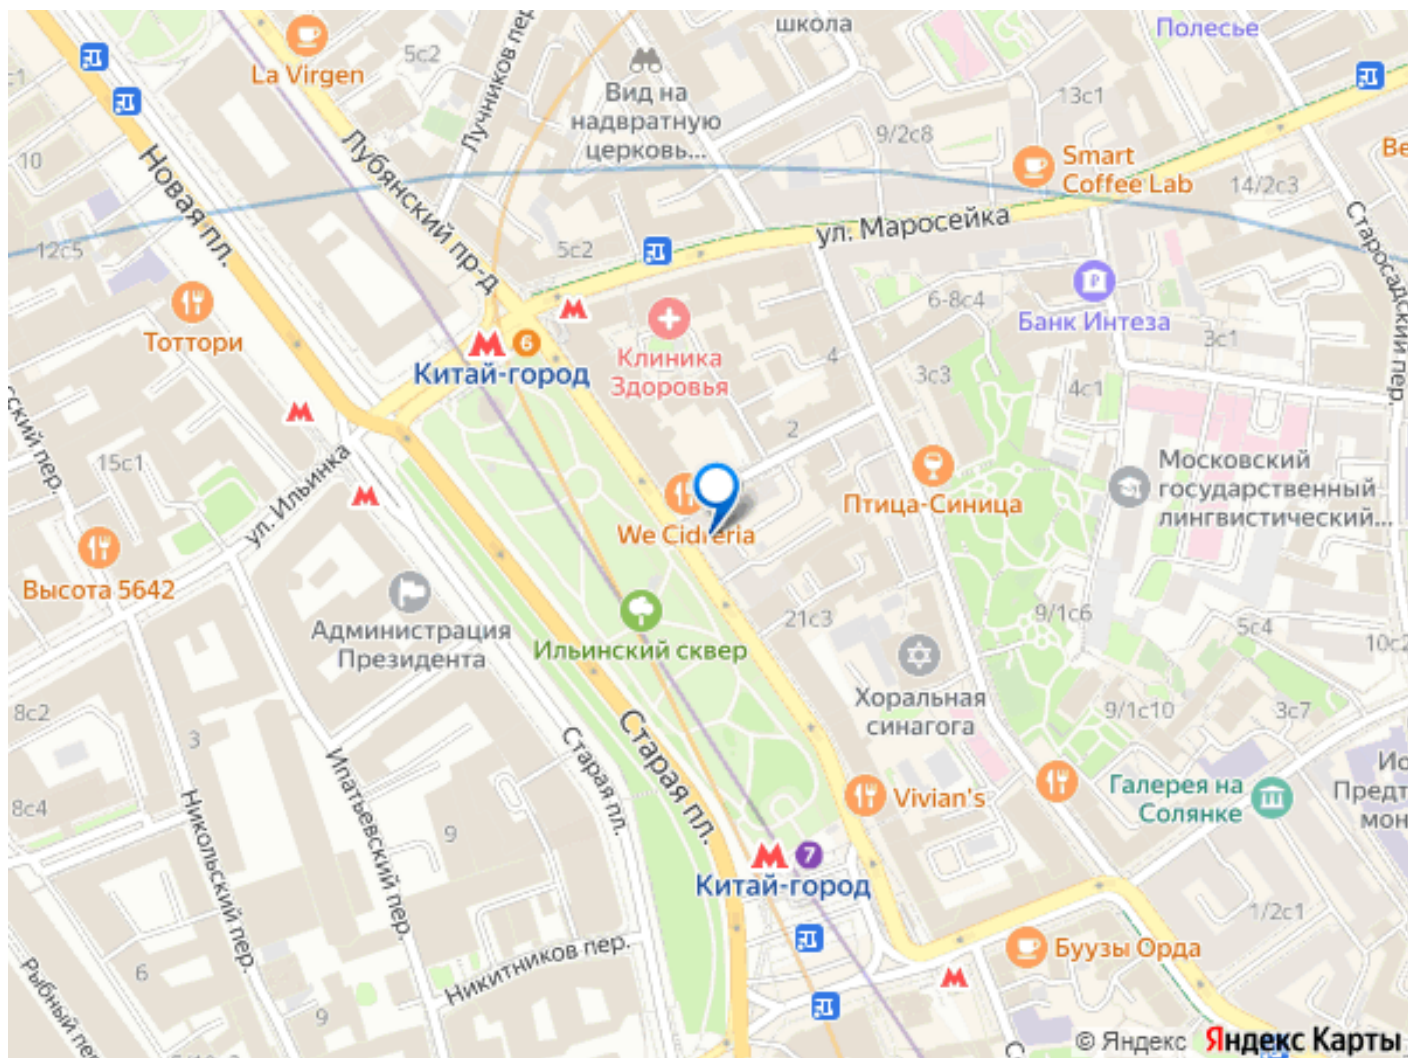 школа
Полесье
5с2
La Virgen
Лучников пер.
Вид на
надвратную
церковь...
13с1
9/2с8
Smart
Coffee Lab
14/2с3
10
Новая пл.
Лубянский пр-д
12с5
5с2
ул. Маросейка
Старосадский пер.
Тоттори
6-8с4
Банк Интеза
3с1
6
Китай-город
Клиника
Здоровья
4
3с3
4с1
2
15с1
ул. Ильинка
We Cidreria
Птица-Синица
Московский
государственный
лингвистический...
Высота 5642
Администрация
Президента
Ильинский сквер
21с3
9/1с6
5с4
10с2
Хоральная
синагога
9/1с10
3с7
8с2
3
Ипатьевский пер.
Старая пл.
Старая пл.
Vivian's
Галерея на
Солянке
8с4
Никольский пер.
9
7
Китай-город
1/2с1
Никитников пер.
Буузы Орда
6
Рыбный пер.
9
© Яндекс Яндекс Карты